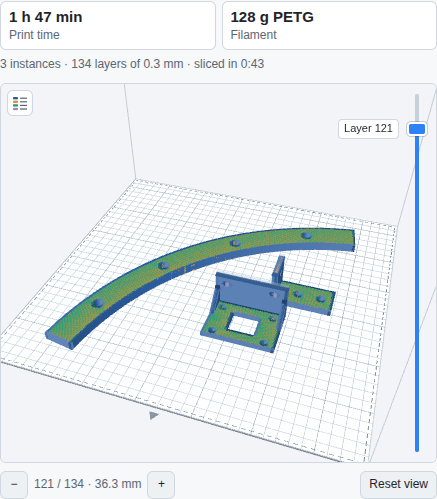 1 h 47 min
Print time
128 g PETG
Filament
3 instances · 134 layers of 0.3 mm · sliced in 0:43
Layer 121
−
121 / 134 · 36.3 mm
+
Reset view